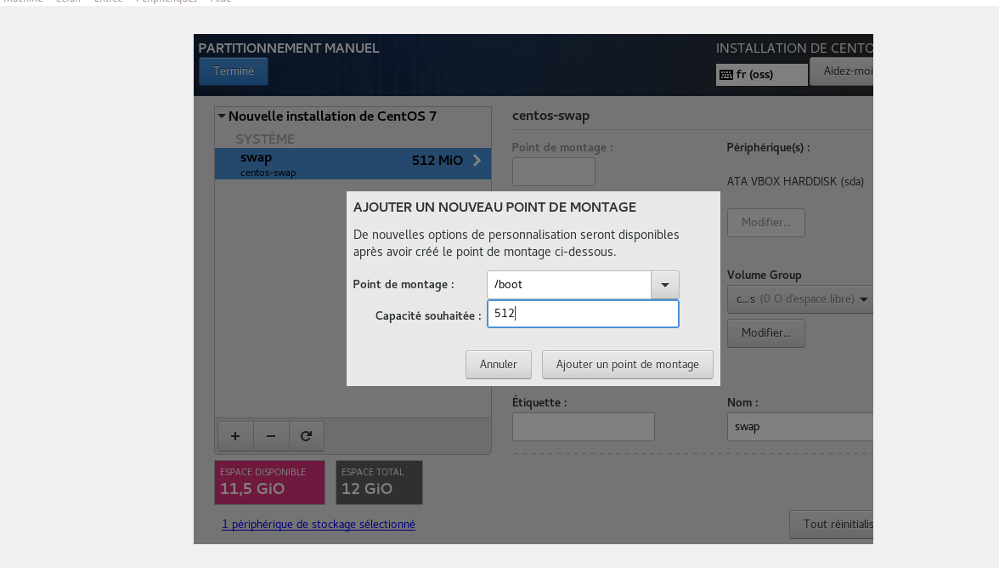 Machine Écran Entrée Périphériques Aide
PARTITIONNEMENT MANUEL
INSTALLATION DE CENTO
Terminé
fr (oss)
Aidez-moi
Nouvelle installation de CentOS 7
SYSTÈME
swap
512 MiO
centos-swap
centos-swap
Point de montage :
Périphérique(s) :
ATA VBOX HARDDISK (sda)
Modifier...
Volume Group
c...s (0 O d'espace libre)
Modifier...
AJOUTER UN NOUVEAU POINT DE MONTAGE
De nouvelles options de personnalisation seront disponibles
après avoir créé le point de montage ci-dessous.
Point de montage :
/boot
Capacité souhaitée :
512
Annuler
Ajouter un point de montage
Étiquette :
Nom :
swap
+ −
ESPACE DISPONIBLE
11,5 GiO
ESPACE TOTAL
12 GiO
1 périphérique de stockage sélectionné
Tout réinitialis